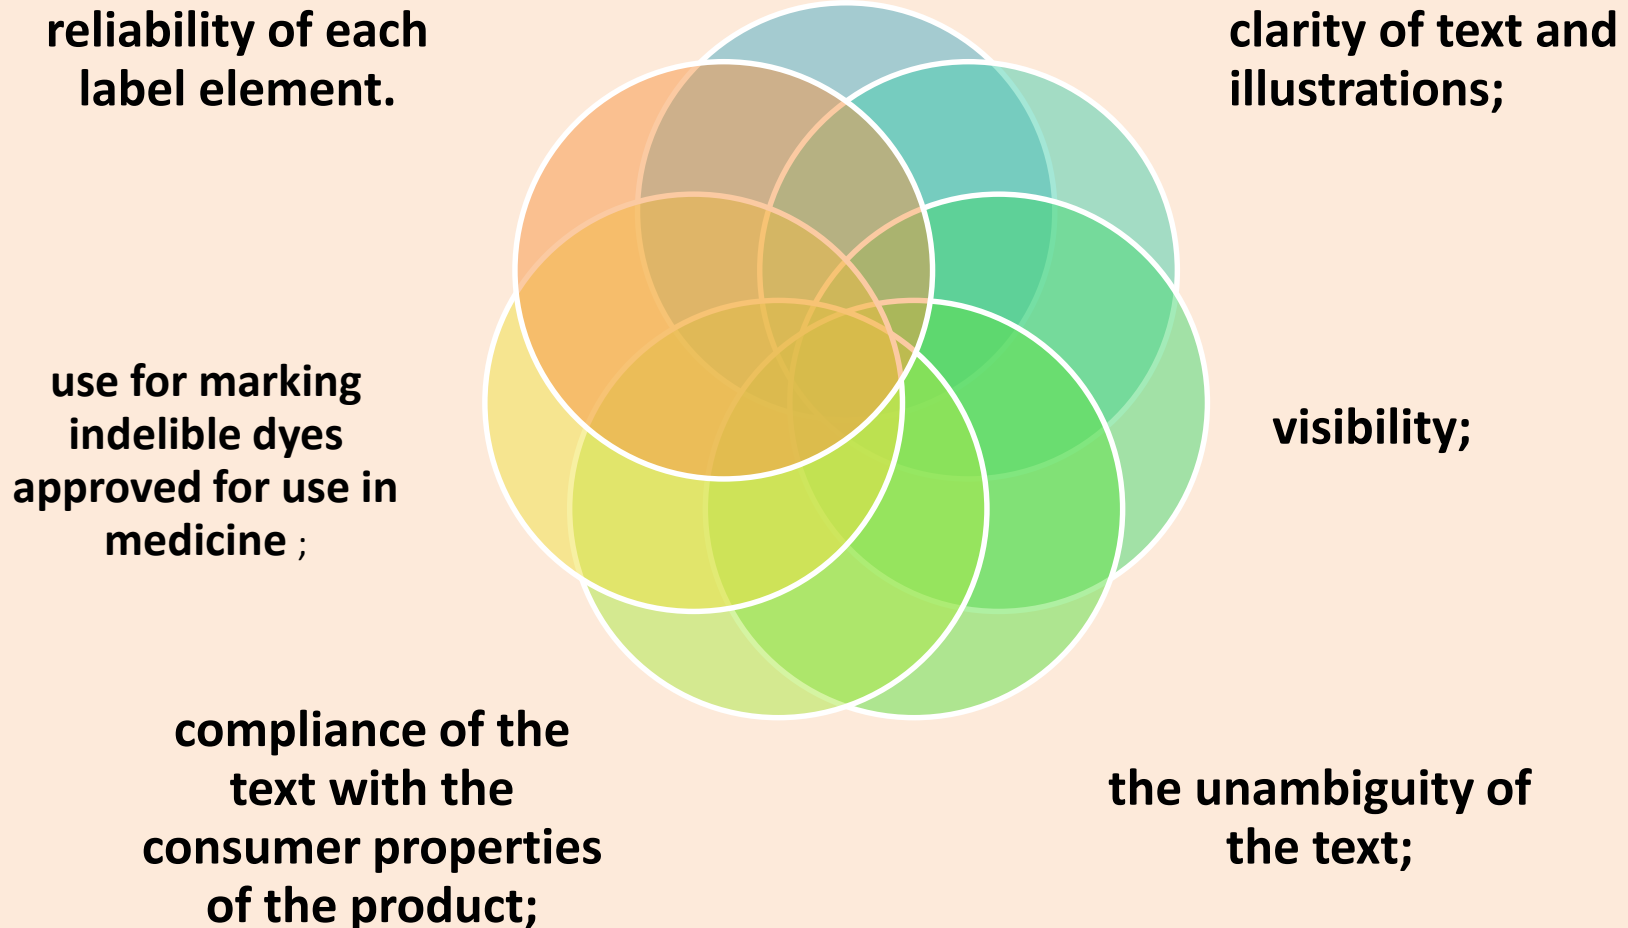 reliability of each
label element.
clarity of text and
illustrations;
use for marking
indelible dyes
approved for use in
medicine ;
visibility;
compliance of the
text with the
consumer properties
of the product;
the unambiguity of
the text;